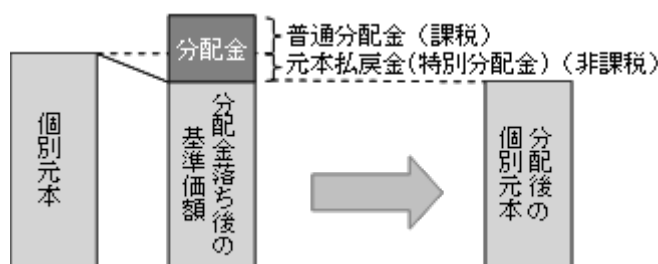 分配金
普通分配金（課税）
元本払戻金(特別分配金)（非課税）
個別元本
分配金落ち後の
基準価額
分配後の
個別元本